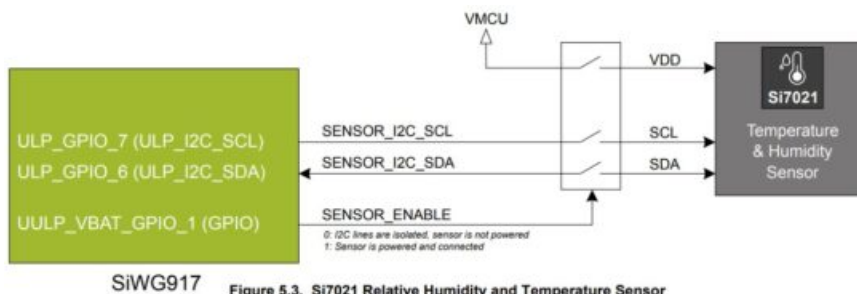 VMCU
VDD
Si7021
ULP_GPIO_7 (ULP_I2C_SCL)
SENSOR_I2C_SCL
SCL
Temperature
& Humidity
Sensor
ULP_GPIO_6 (ULP_I2C_SDA)
SENSOR_I2C_SDA
SDA
UULP_VBAT_GPIO_1 (GPIO)
SENSOR_ENABLE
0: I2C lines are isolated, sensor is not powered
1: Sensor is powered and connected
SiWG917
Figure 5.3. Si7021 Relative Humidity and Temperature Sensor